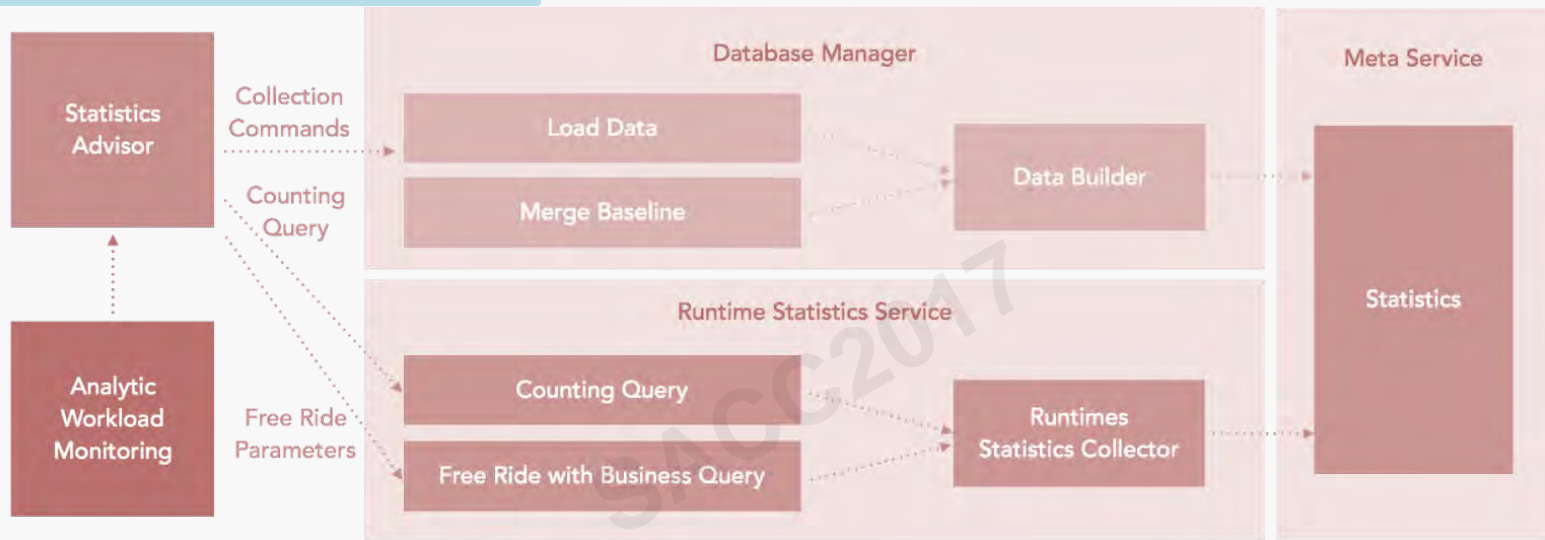 Database Manager
Meta Service
Statistics
Advisor
Collection
Commands
Load Data
Data Builder
Counting
Query
Merge Baseline
Statistics
Runtime Statistics Service
Analytic
Workload
Monitoring
Free Ride
Parameters
Counting Query
Free Ride with Business Query
Runtimes
Statistics Collector
SACC2017